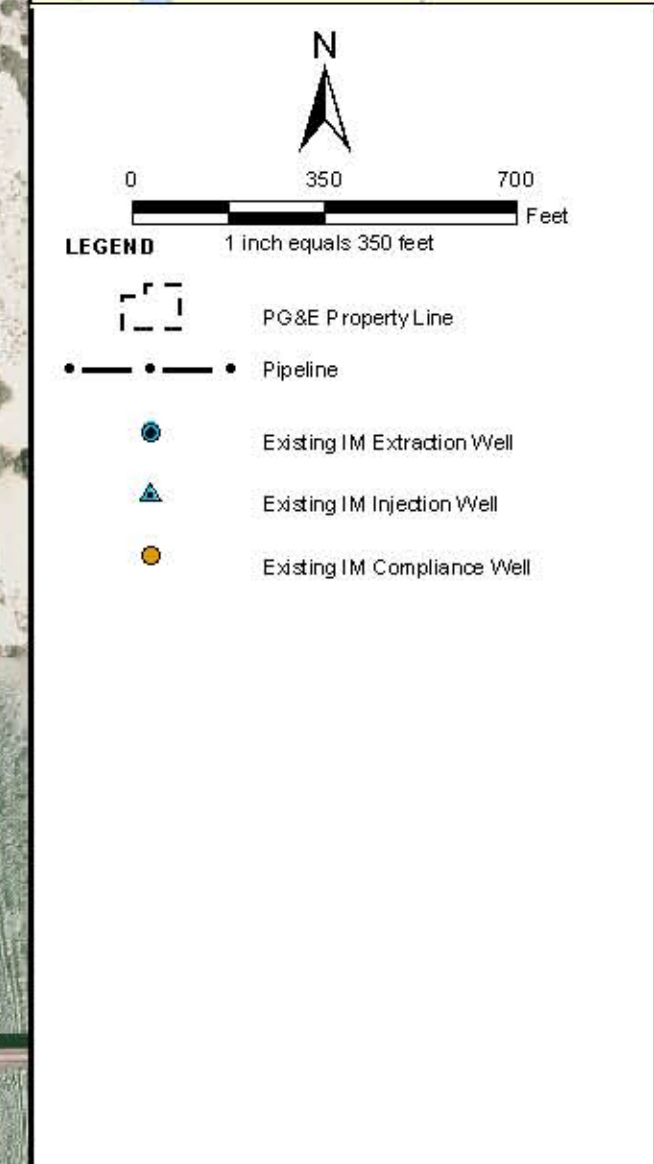 N
0 350 700
Feet
LEGEND 1 inch equals 350 feet
PG&E Property Line
Pipeline
Existing IM Extraction Well
Existing IM Injection Well
Existing IM Compliance Well